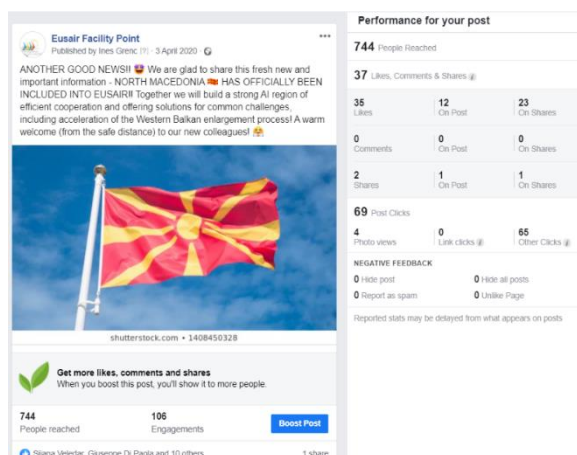 Eusair Facility Point
Published by Ines Grenc [?] · 3 April 2020 ·
ANOTHER GOOD NEWS!! 😍 We are glad to share this fresh new and
important information - NORTH MACEDONIA 🇲🇰 HAS OFFICIALLY BEEN
INCLUDED INTO EUSAIR!! Together we will build a strong AI region of
efficient cooperation and offering solutions for common challenges,
including acceleration of the Western Balkan enlargement process! A warm
welcome (from the safe distance) to our new colleagues! 🤗
shutterstock.com • 1408450328
Get more likes, comments and shares
When you boost this post, you'll show it to more people.
744
People reached
106
Engagements
Boost Post
Sijana Veledar, Giuseppe Di Paola and 10 others
1 share
Performance for your post
744 People Reached
37 Likes, Comments & Shares
35
Likes
12
On Post
23
On Shares
0
Comments
0
On Post
0
On Shares
2
Shares
1
On Post
1
On Shares
69 Post Clicks
4
Photo views
0
Link clicks
65
Other Clicks
NEGATIVE FEEDBACK
0 Hide post
0 Hide all posts
0 Report as spam
0 Unlike Page
Reported stats may be delayed from what appears on posts